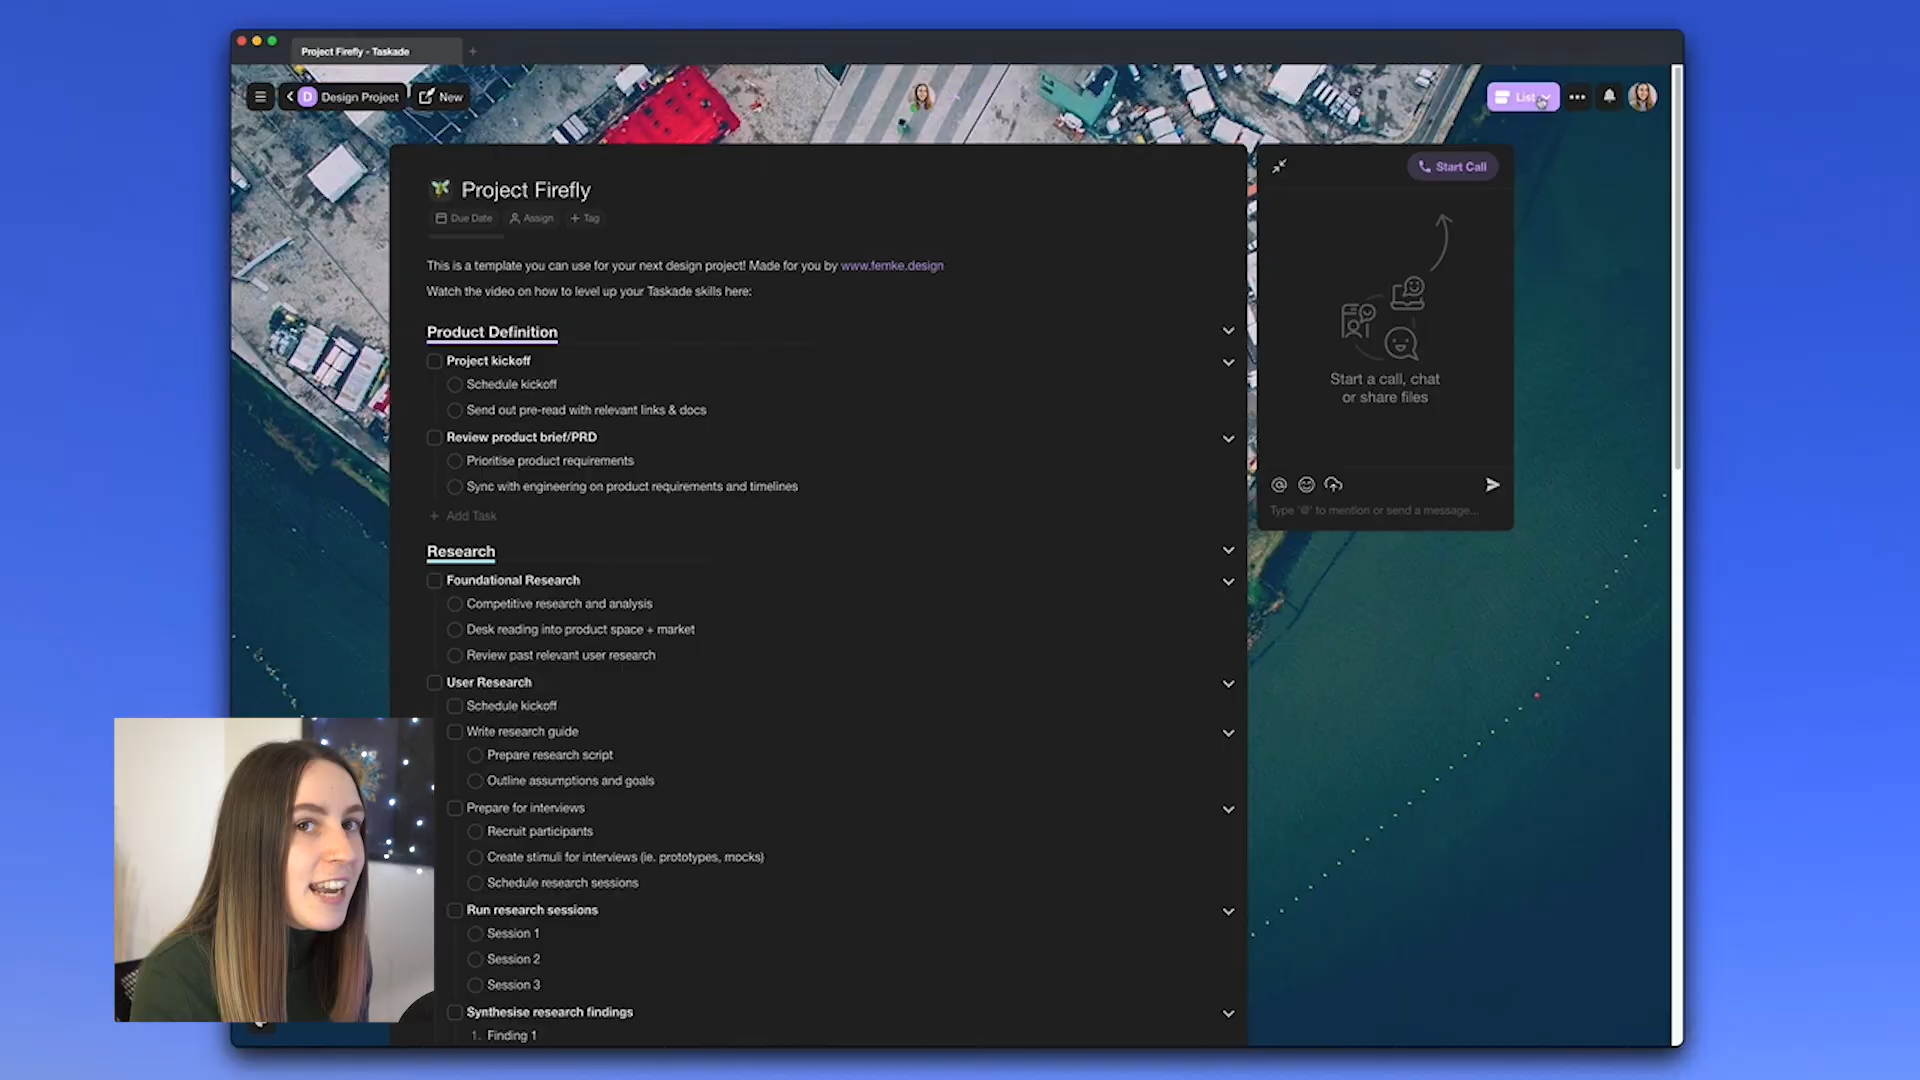 Project Firefly - Taskade
D Design Project
New
List
Project Firefly
Due Date Assign + Tag
This is a template you can use for your next design project! Made for you by www.femke.design
Watch the video on how to level up your Taskade skills here:
Product Definition
Project kickoff
Schedule kickoff
Send out pre-read with relevant links & docs
Review product brief/PRD
Prioritise product requirements
Sync with engineering on product requirements and timelines
+ Add Task
Research
Foundational Research
Competitive research and analysis
Desk reading into product space + market
Review past relevant user research
User Research
Schedule kickoff
Write research guide
Prepare research script
Outline assumptions and goals
Prepare for interviews
Recruit participants
Create stimuli for interviews (ie. prototypes, mocks)
Schedule research sessions
Run research sessions
Session 1
Session 2
Session 3
Synthesise research findings
1. Finding 1
Start Call
Start a call, chat
or share files
Type '@' to mention or send a message...